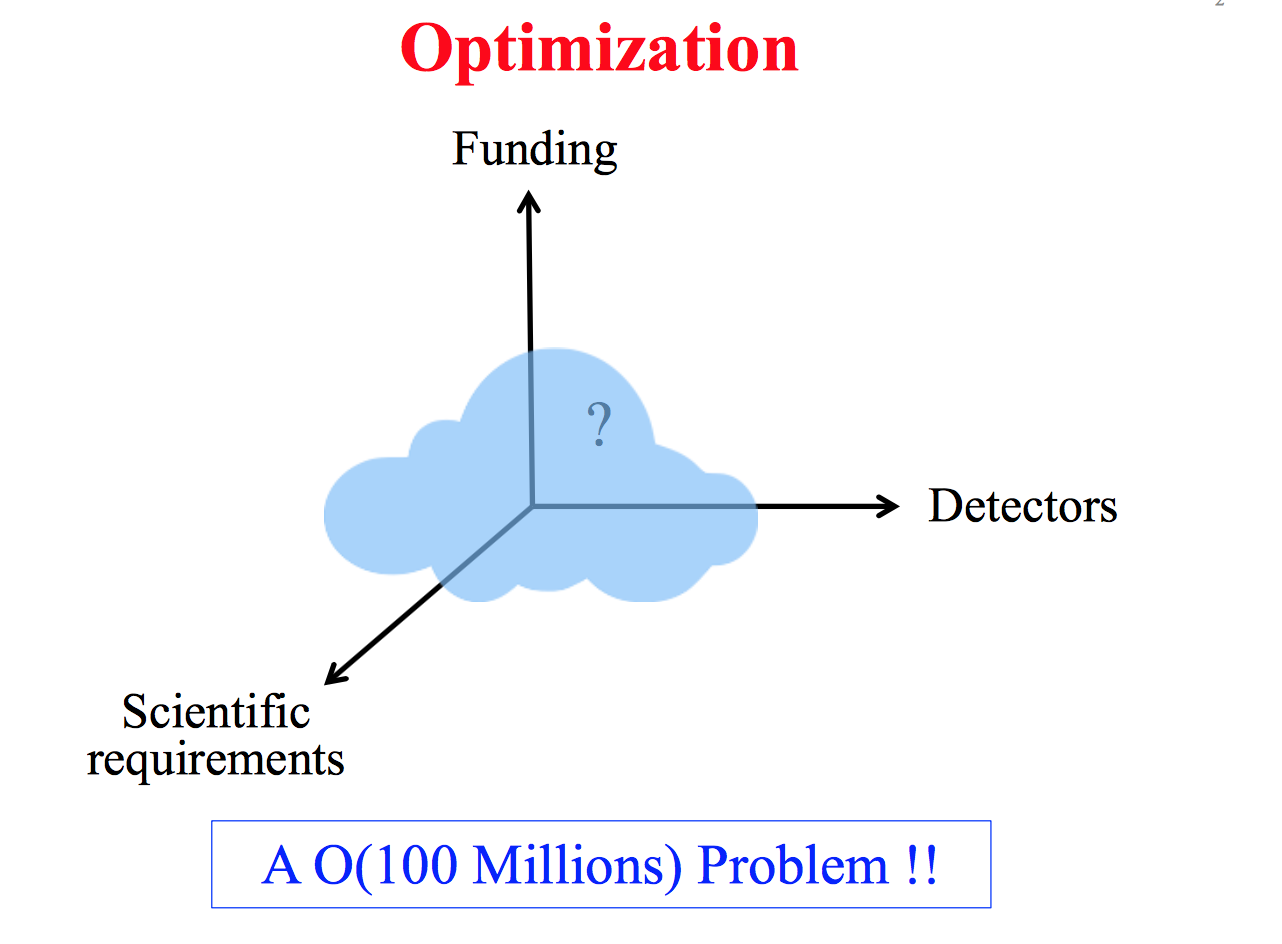 Optimization
Funding
?
Detectors
Scientific
requirements
A O(100 Millions) Problem !!